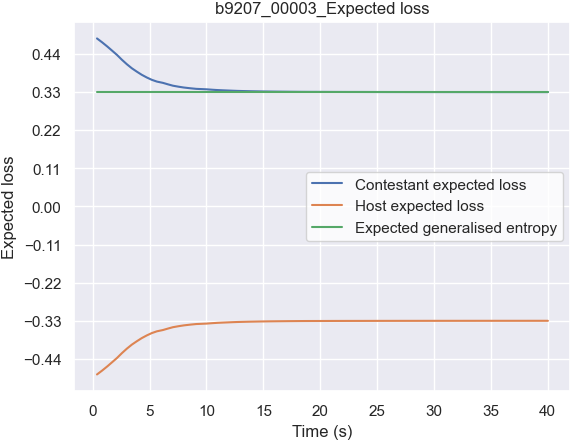 b9207_00003_Expected loss
0.44
0.33
0.22
0.11
0.00
−0.11
−0.22
−0.33
−0.44
Expected loss
Contestant expected loss
Host expected loss
Expected generalised entropy
0 5 10 15 20 25 30 35 40
Time (s)